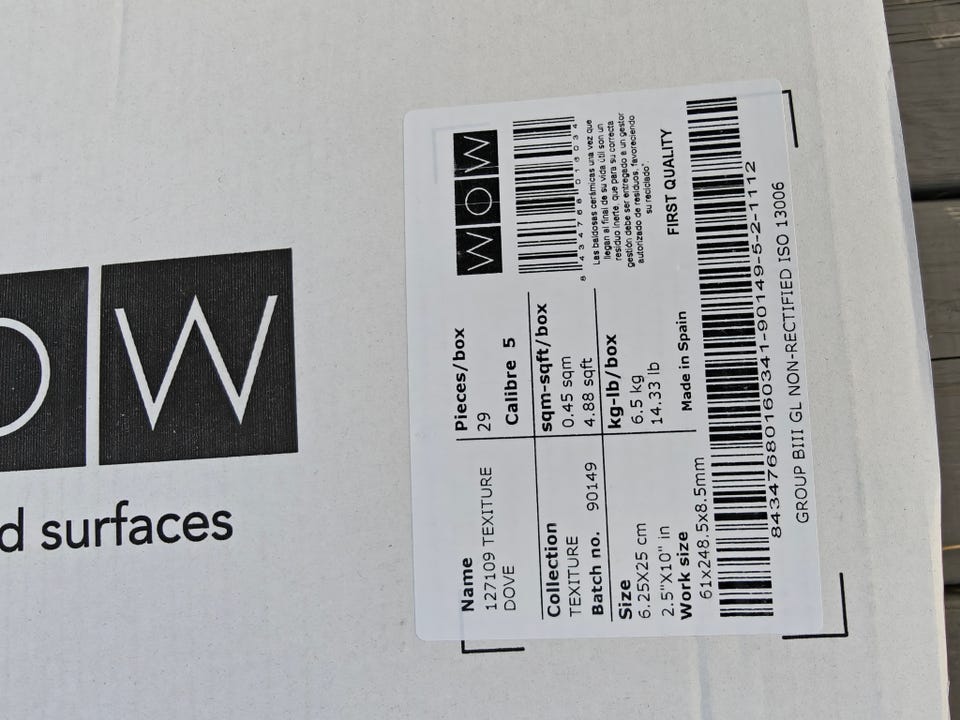 OW
d surfaces
Name
127109 TEXITURE
DOVE
Pieces/box
29
Calibre 5
WOW
8434768016034
Collection
TEXITURE
Batch no. 90149
sqm-sqft/box
0.45 sqm
4.88 sqft
Las baldosas cerámicas una vez que
llegan al final de su vida útil son un
residuo inerte, que para su correcta
gestión debe ser entregado a un gestor
autorizado de residuos, favoreciendo
su reciclado".
Size
6.25X25 cm
2.5"X10" in
Work size
61x248.5x8.5mm
kg-lb/box
6.5 kg
14.33 lb
Made in Spain
FIRST QUALITY
84347680160341-90149-5-2-1112
GROUP BIII GL NON-RECTIFIED ISO 13006